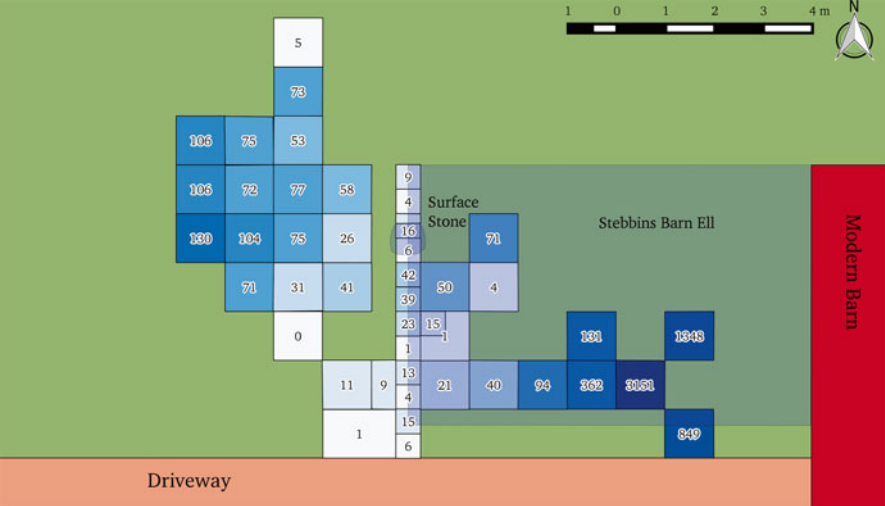 1 0 1 2 3 4 m
N
5
73
106 75 53
106 72 77 58 9
4
Surface
Stone
130 104 75 26 16 71
6
Stebbins Barn Ell
Modern Barn
71 31 41 42 50 4
39
0 23 15 1 131 1348
1
11 9 13 21 40 94 362 3151
4
1 15 849
6
Driveway